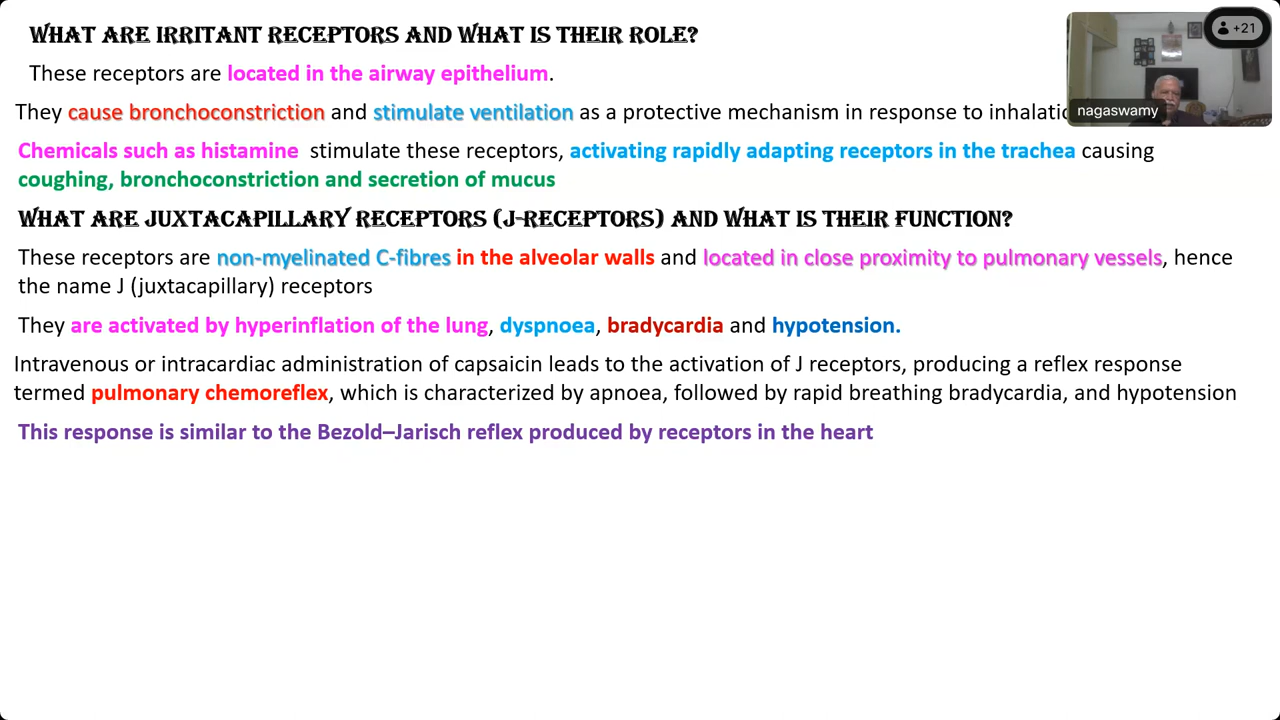 WHAT ARE IRRITANT RECEPTORS AND WHAT IS THEIR ROLE?
+21
These receptors are located in the airway epithelium.
They cause bronchoconstriction and stimulate ventilation as a protective mechanism in response to
nagaswamy
Chemicals such as histamine stimulate these receptors, activating rapidly adapting receptors in the trachea causing
coughing, bronchoconstriction and secretion of mucus
WHAT ARE JUXTACAPILLARY RECEPTORS (J-RECEPTORS) AND WHAT IS THEIR FUNCTION?
These receptors are non-myelinated C-fibres in the alveolar walls and located in close proximity to pulmonary vessels, hence
the name J (juxtacapillary) receptors
They are activated by hyperinflation of the lung, dyspnoea, bradycardia and hypotension.
Intravenous or intracardiac administration of capsaicin leads to the activation of J receptors, producing a reflex response
termed pulmonary chemoreflex, which is characterized by apnoea, followed by rapid breathing bradycardia, and hypotension
This response is similar to the Bezold–Jarisch reflex produced by receptors in the heart